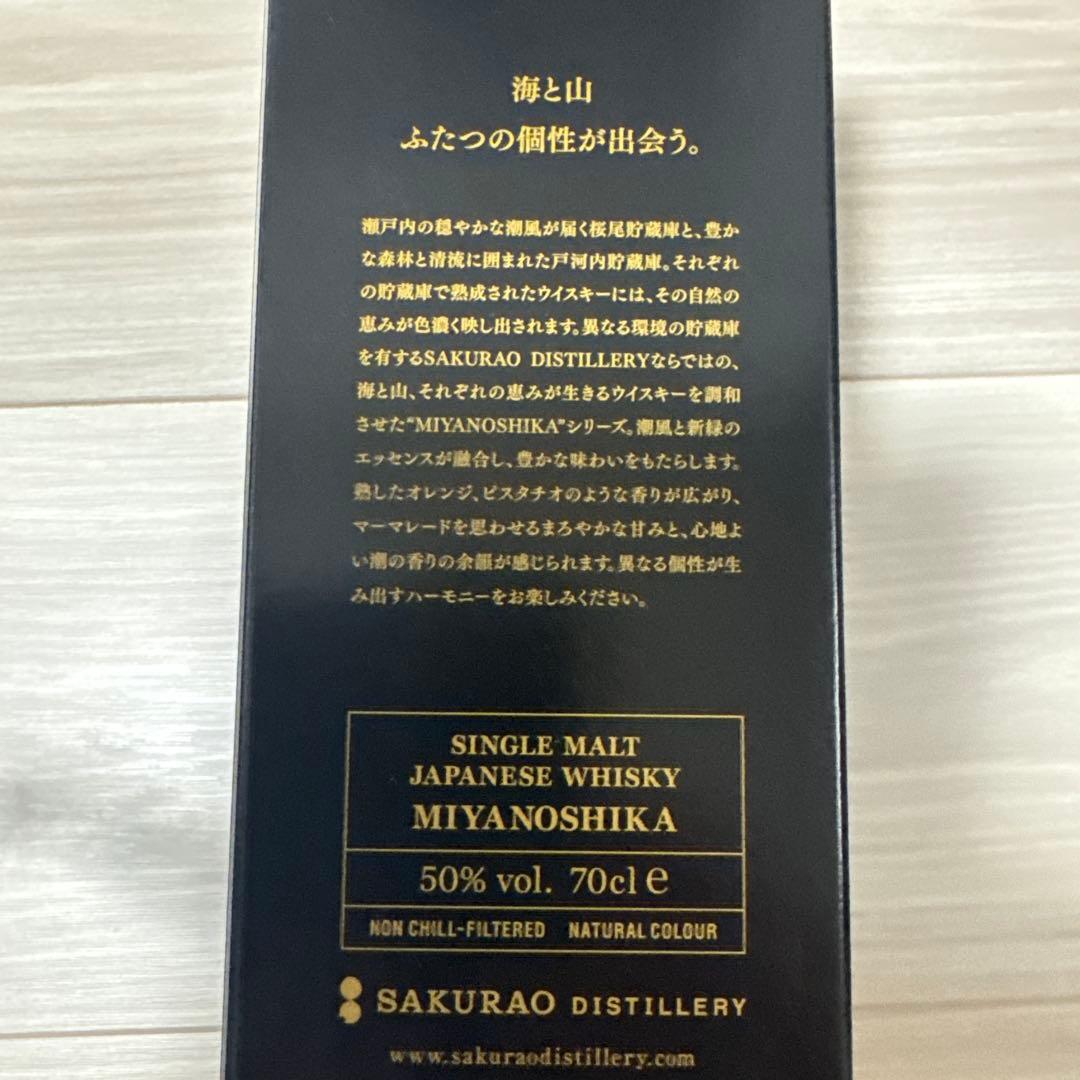 海と山
ふたつの個性が出会う。
瀬戸内の穏やかな潮風が届く桜尾貯蔵庫と、豊か
な森林と清流に囲まれた戸河内貯蔵庫。それぞれ
の貯蔵庫で熟成されたウイスキーには、その自然の
恵みが色濃く映し出されます。異なる環境の貯蔵庫
を有するSAKURAO DISTILLERYならではの、
海と山、それぞれの恵みが生きるウイスキーを調和
させた“MIYANOSHIKA”シリーズ。潮風と新緑の
エッセンスが融合し、豊かな味わいをもたらします。
熟したオレンジ、ピスタチオのような香りが広がり、
マーマレードを思わせるまろやかな甘みと、心地よ
い潮の香りの余韻が感じられます。異なる個性が生
み出すハーモニーをお楽しみください。
SINGLE MALT
JAPANESE WHISKY
MIYANOSHIKA
50% vol. 70cl e
NON CHILL-FILTERED NATURAL COLOUR
SAKURAO DISTILLERY
www.sakuraodistillery.com